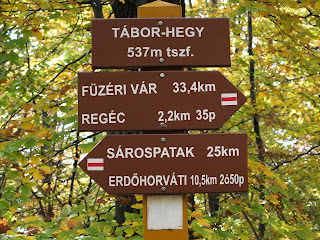 TÁBOR-HEGY
537m tszf.
FÜZÉRI VÁR 33,4km
REGÉC 2,2km 35p
SÁROSPATAK 25km
ERDŐHORVÁTI 10,5km 2ó50p